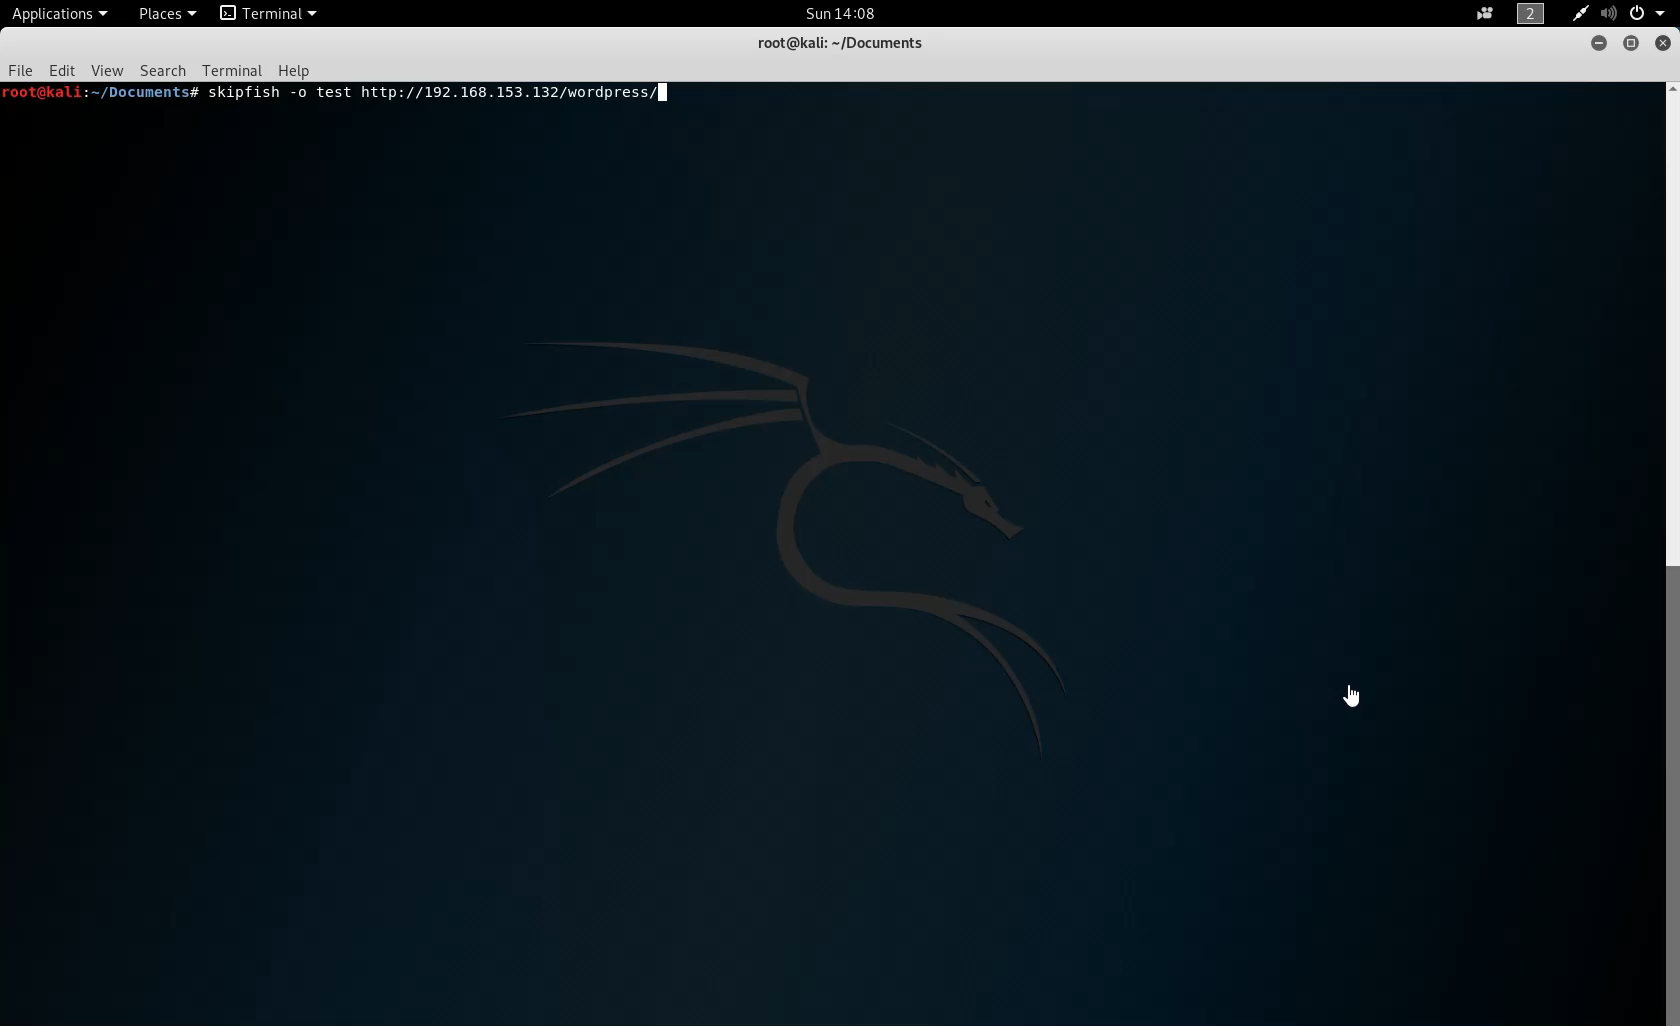 Applications Places Terminal Sun 14:08 2
root@kali: ~/Documents
File Edit View Search Terminal Help
root@kali:~/Documents# skipfish -o test http://192.168.153.132/wordpress/